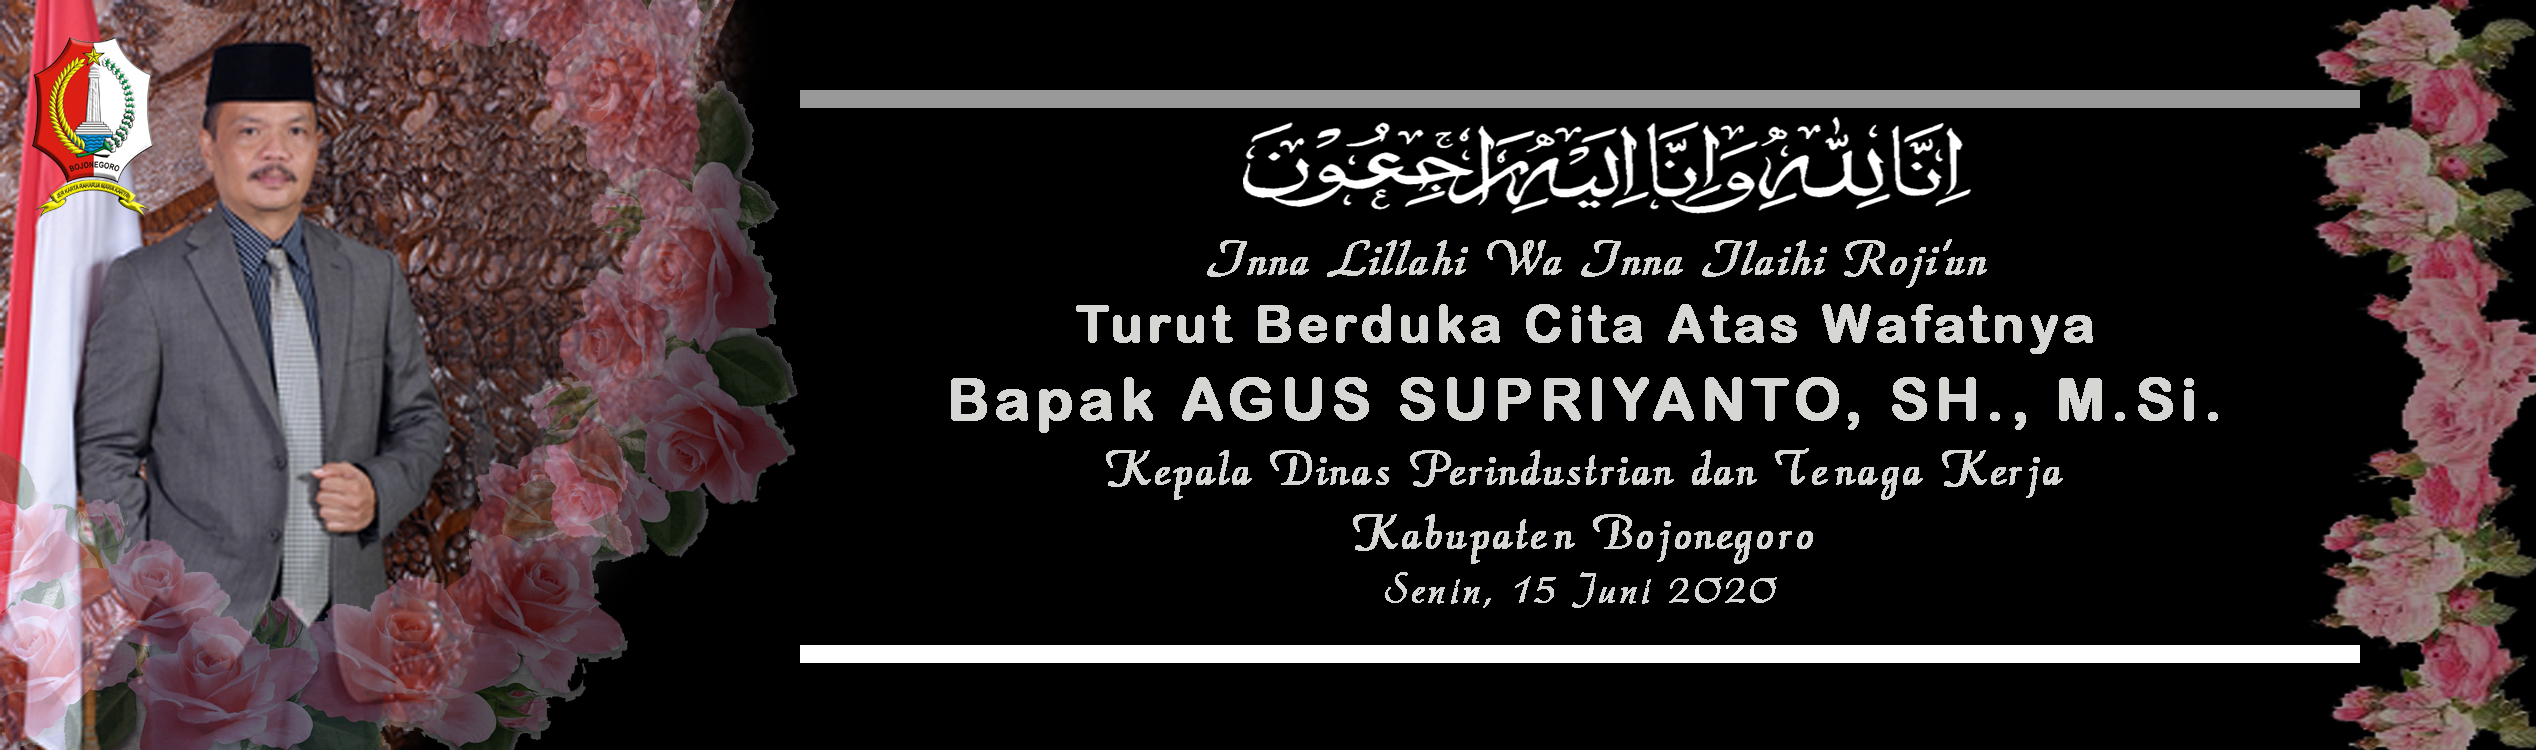 BOJONEGORO
اِنَّا لِلّٰهِ وَاِنَّا اِلَيْهِ رَاجِعُوْنَ
Inna Lillahi Wa Inna Ilaihi Roji'un
Turut Berduka Cita Atas Wafatnya
Bapak AGUS SUPRIYANTO, SH., M.Si.
Kepala Dinas Perindustrian dan Tenaga Kerja
Kabupaten Bojonegoro
Senin, 15 Juni 2020